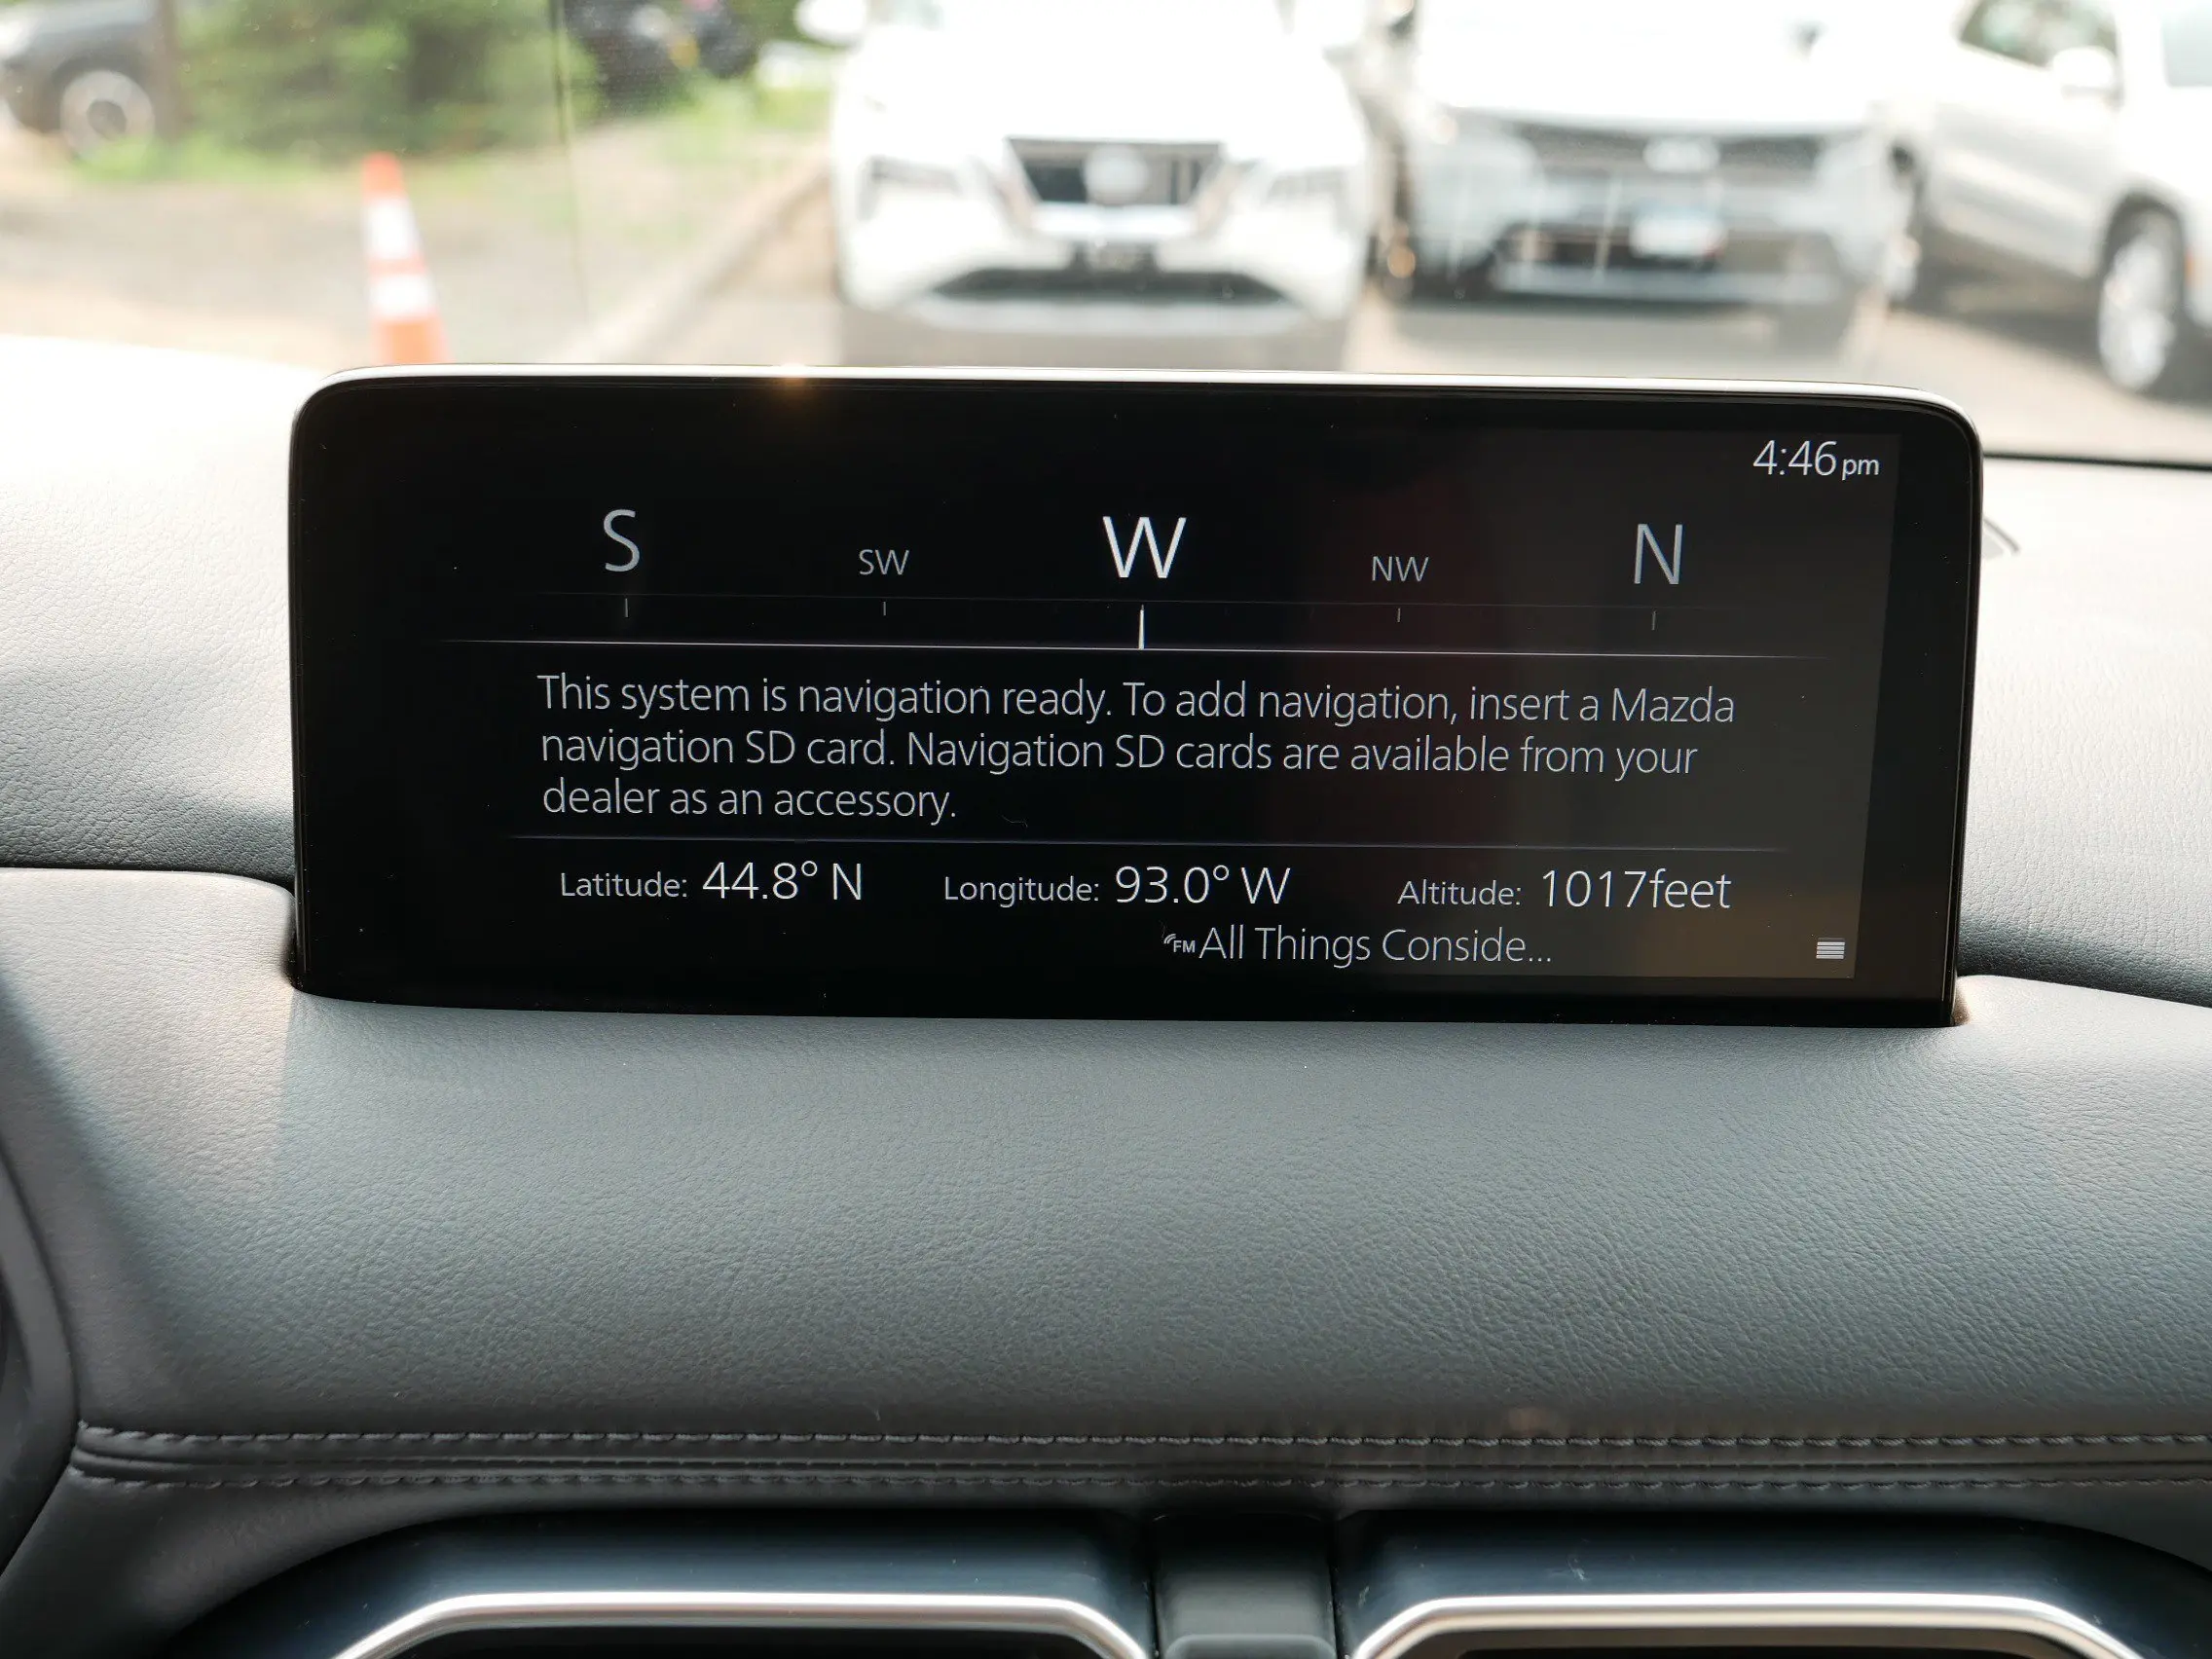 4:46 pm
S SW W NW N
This system is navigation ready. To add navigation, insert a Mazda
navigation SD card. Navigation SD cards are available from your
dealer as an accessory.
Latitude: 44.8° N Longitude: 93.0° W Altitude: 1017feet
FM All Things Conside...